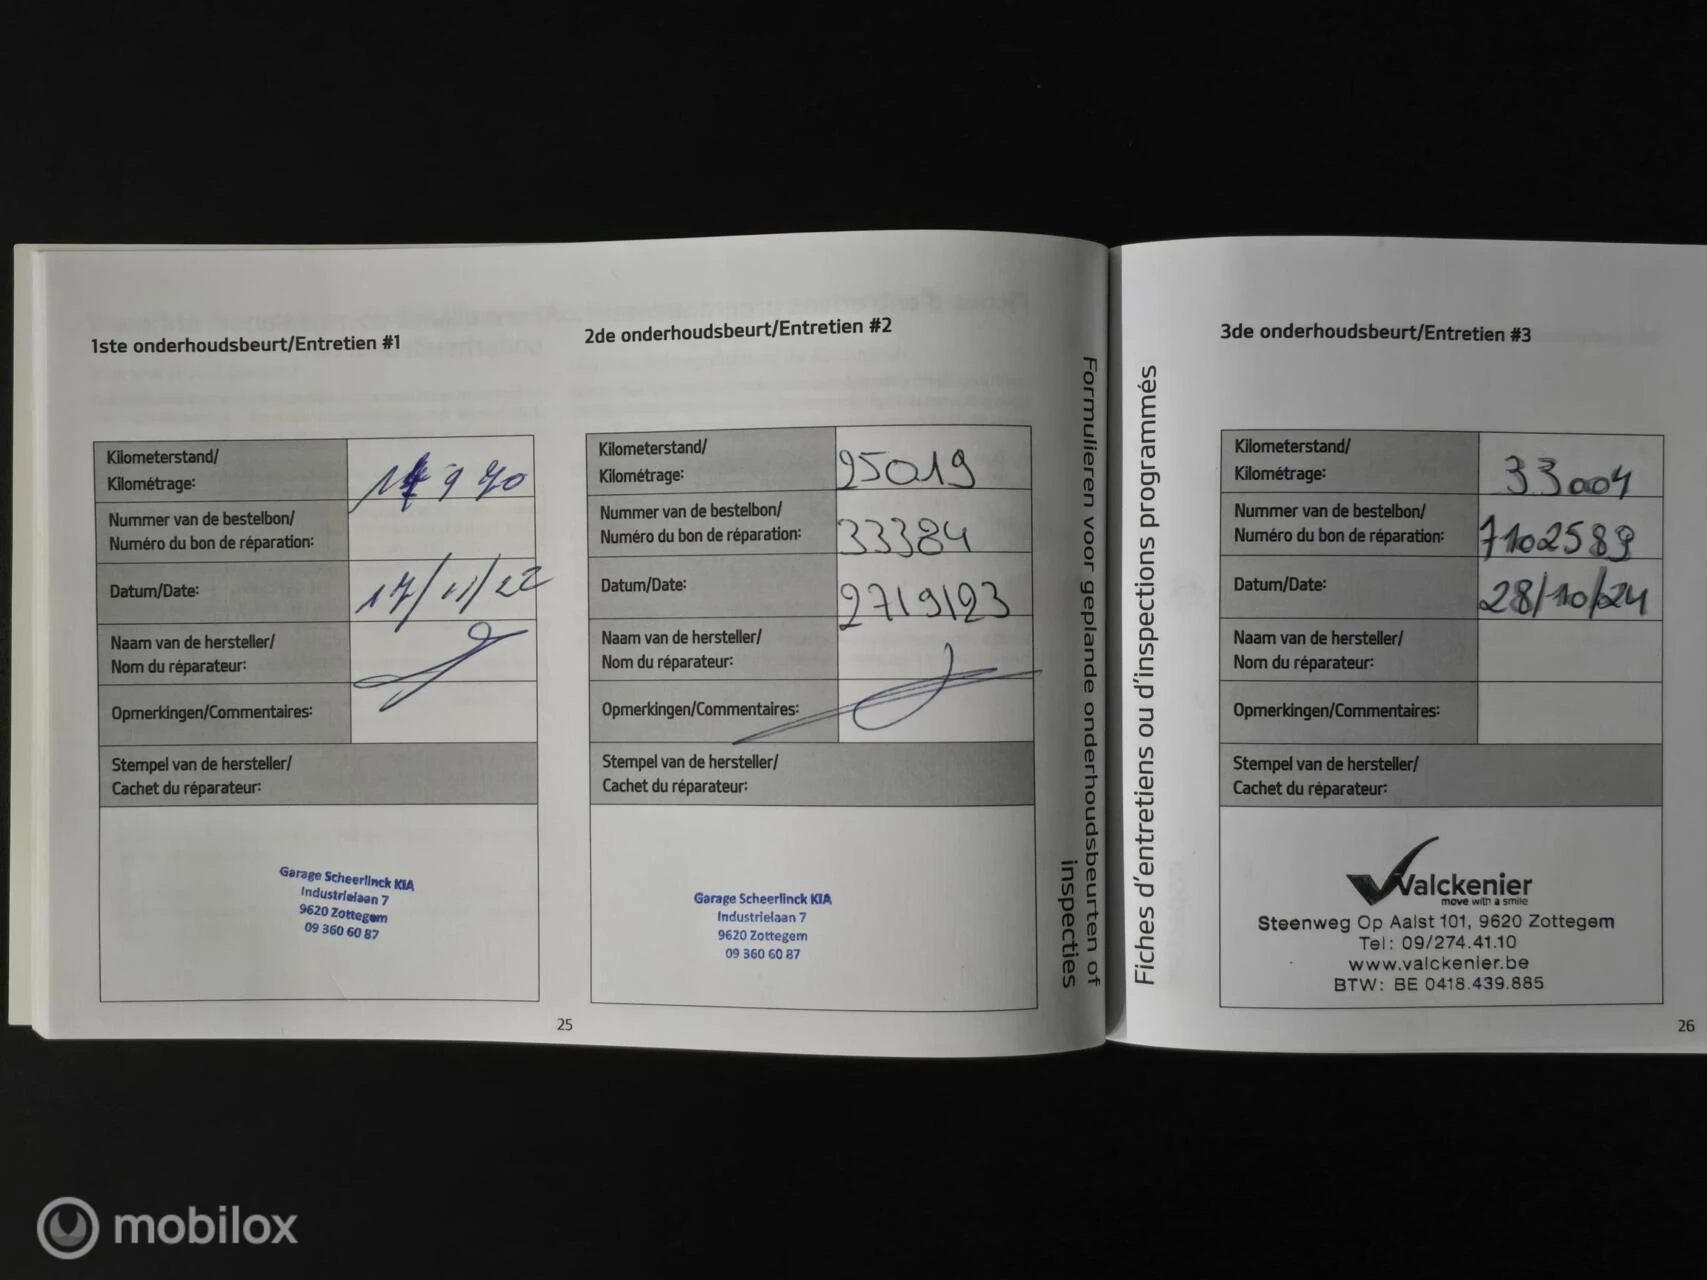 1ste onderhoudsbeurt/Entretien #1
Kilometerstand/
Kilométrage:
Nummer van de bestelbon/
Numéro du bon de réparation:
Datum/Date: 17/11/22
Naam van de hersteller/
Nom du réparateur:
Opmerkingen/Commentaires:
Stempel van de hersteller/
Cachet du réparateur:
Garage Scheerlinck KIA
Industrielaan 7
9620 Zottegem
09 360 60 87
25
2de onderhoudsbeurt/Entretien #2
Kilometerstand/
Kilométrage: 25019
Nummer van de bestelbon/
Numéro du bon de réparation: 33384
Datum/Date: 27/9/23
Naam van de hersteller/
Nom du réparateur:
Opmerkingen/Commentaires:
Stempel van de hersteller/
Cachet du réparateur:
Garage Scheerlinck KIA
Industrielaan 7
9620 Zottegem
09 360 60 87
Formulieren voor geplande onderhoudsbeurten of
inspecties
Fiches d'entretiens ou d'inspections programmés
3de onderhoudsbeurt/Entretien #3
Kilometerstand/
Kilométrage: 33004
Nummer van de bestelbon/
Numéro du bon de réparation: 7102589
Datum/Date: 28/10/24
Naam van de hersteller/
Nom du réparateur:
Opmerkingen/Commentaires:
Stempel van de hersteller/
Cachet du réparateur:
Valckenier
move with a smile
Steenweg Op Aalst 101, 9620 Zottegem
Tel: 09/274.41.10
www.valckenier.be
BTW: BE 0418.439.885
26
mobilox